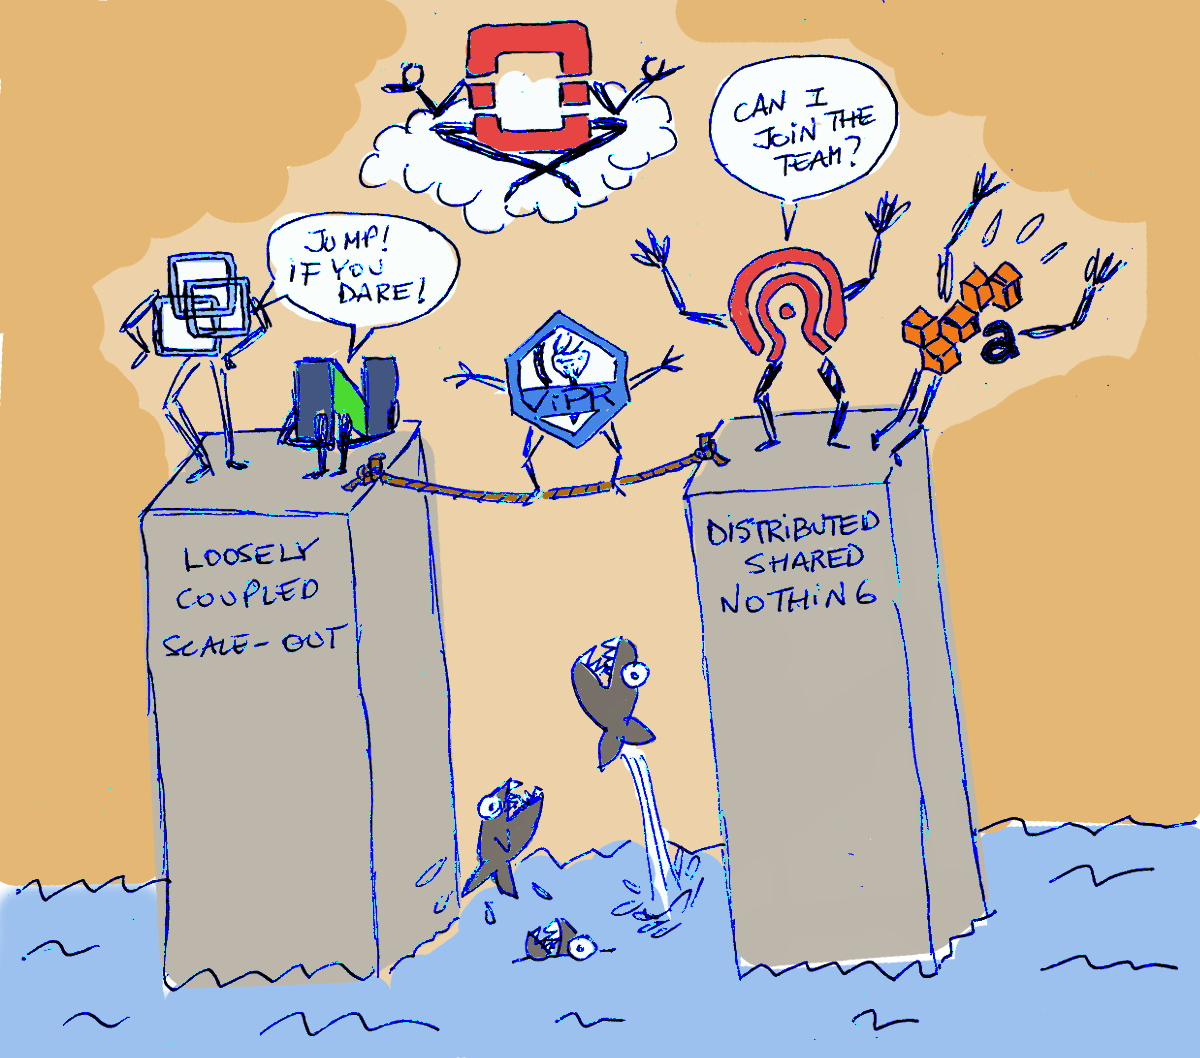 CAN I
JOIN THE
TEAM?
JUMP!
IF YOU
DARE!
N
ViPR
a
LOOSELY
COUPLED
SCALE-OUT
DISTRIBUTED
SHARED
NOTHING